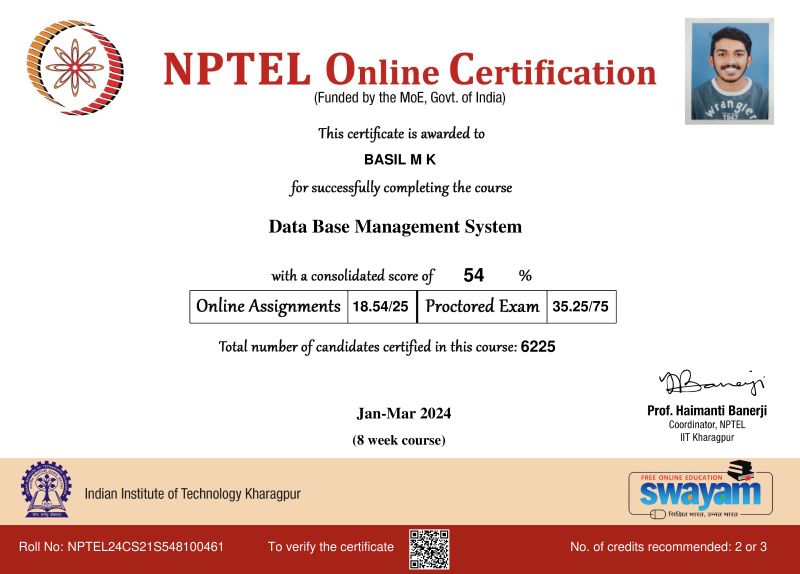 NPTEL Online Certification
(Funded by the MoE, Govt. of India)
wrangler
1947
This certificate is awarded to
BASIL M K
for successfully completing the course
Data Base Management System
with a consolidated score of 54 %
Online Assignments 18.54/25 Proctored Exam 35.25/75
Total number of candidates certified in this course: 6225
Jan-Mar 2024
(8 week course)
Prof. Haimanti Banerji
Coordinator, NPTEL
IIT Kharagpur
Indian Institute of Technology Kharagpur
FREE ONLINE EDUCATION
swayam
शिक्षित भारत, उन्नत भारत
Roll No: NPTEL24CS21S548100461 To verify the certificate No. of credits recommended: 2 or 3